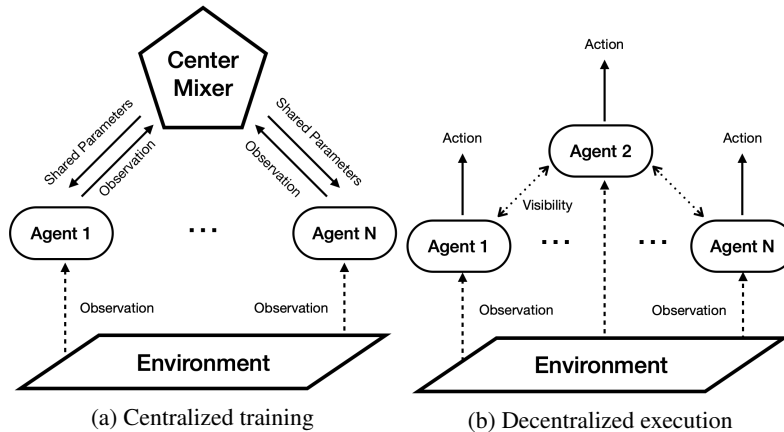 Center
Mixer
Shared Parameters
Observation
Shared Parameters
Observation
Agent 1
...
Agent N
Observation
Observation
Environment
(a) Centralized training
Action
Action
Agent 2
Action
Visibility
Agent 1
...
...
Agent N
Observation
Observation
Environment
(b) Decentralized execution